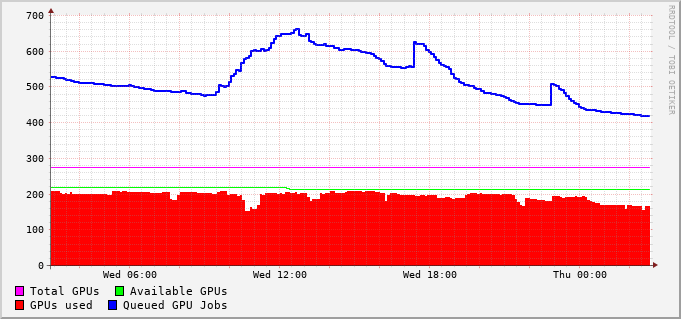 700
600
500
400
300
200
100
0
Wed 06:00 Wed 12:00 Wed 18:00 Thu 00:00
Total GPUs Available GPUs
GPUs used Queued GPU Jobs
RRDTOOL / TOBI OETIKER